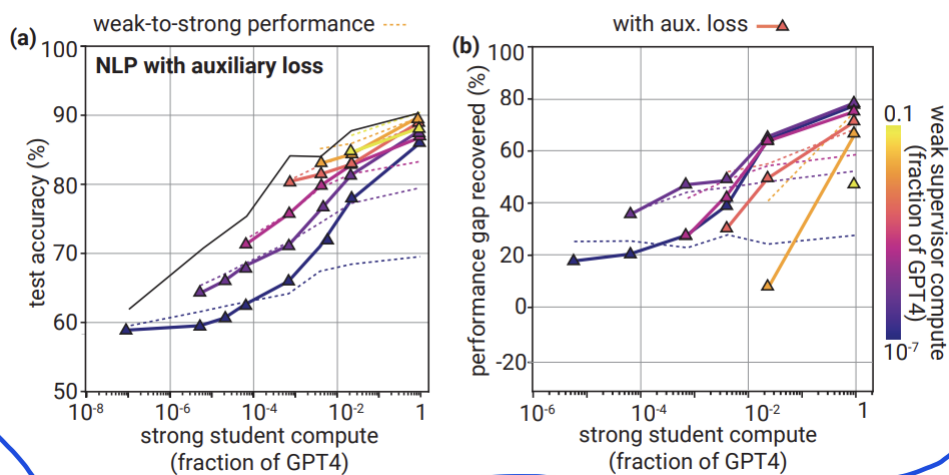 weak-to-strong performance
with aux. loss
(a)
NLP with auxiliary loss
100
90
80
70
60
50
test accuracy (%)
10-8
10-6
10-4
10-2
1
strong student compute
(fraction of GPT4)
(b)
100
80
60
40
20
0
-20
performance gap recovered (%)
10-6
10-4
10-2
1
strong student compute
(fraction of GPT4)
0.1
10-7
weak supervisor compute
(fraction of GPT4)